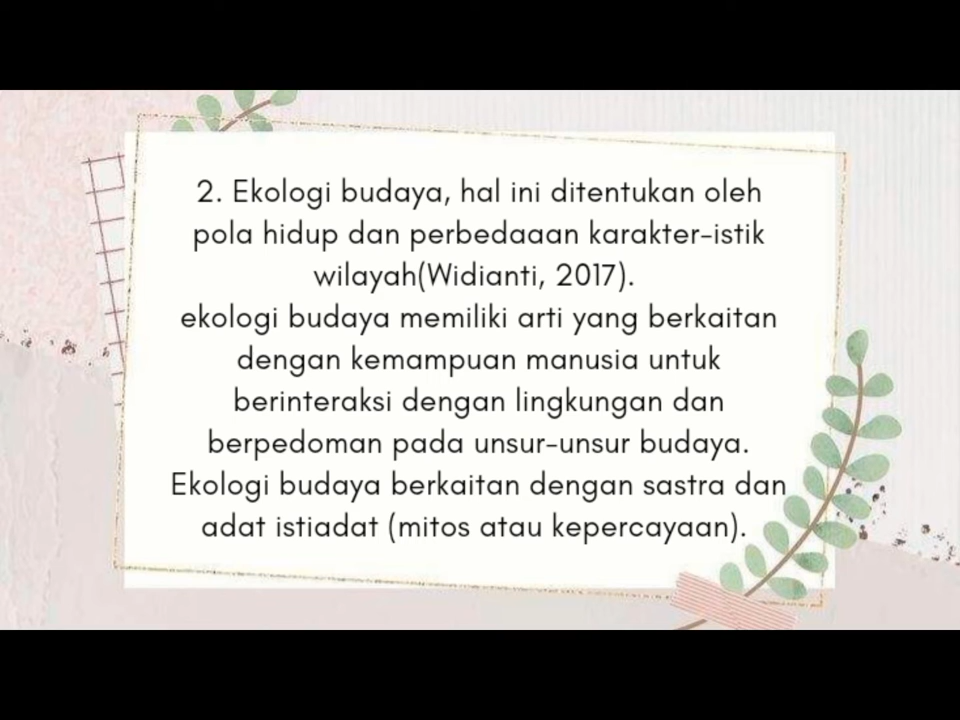 2. Ekologi budaya, hal ini ditentukan oleh
pola hidup dan perbedaaan karakter-istik
wilayah(Widianti, 2017).
ekologi budaya memiliki arti yang berkaitan
dengan kemampuan manusia untuk
berinteraksi dengan lingkungan dan
berpedoman pada unsur-unsur budaya.
Ekologi budaya berkaitan dengan sastra dan
adat istiadat (mitos atau kepercayaan).